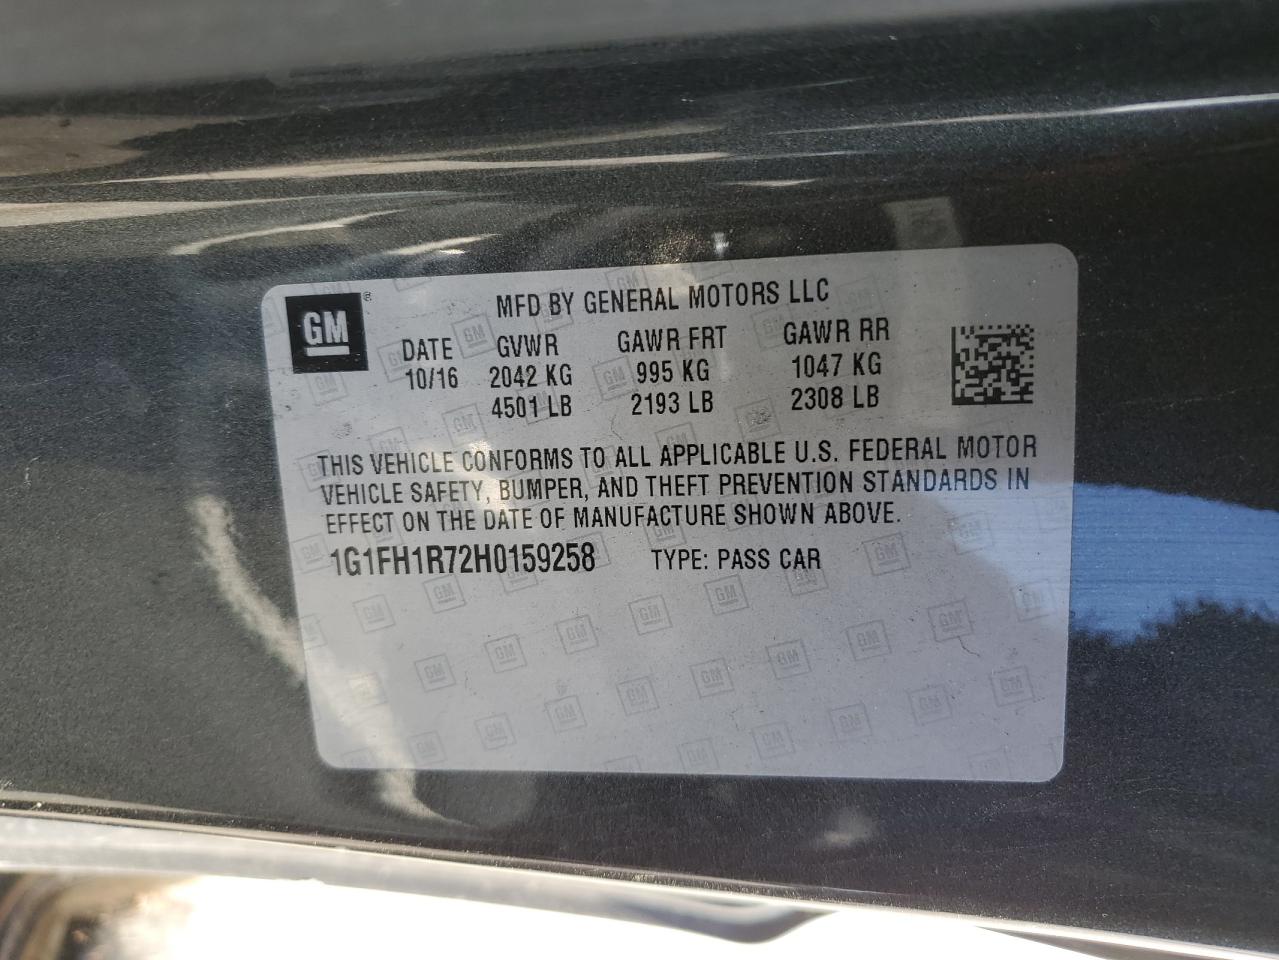 GM
MFD BY GENERAL MOTORS LLC
DATE GVWR GAWR FRT GAWR RR
10/16 2042 KG 995 KG 1047 KG
4501 LB 2193 LB 2308 LB
THIS VEHICLE CONFORMS TO ALL APPLICABLE U.S. FEDERAL MOTOR
VEHICLE SAFETY, BUMPER, AND THEFT PREVENTION STANDARDS IN
EFFECT ON THE DATE OF MANUFACTURE SHOWN ABOVE.
1G1FH1R72H0159258 TYPE: PASS CAR